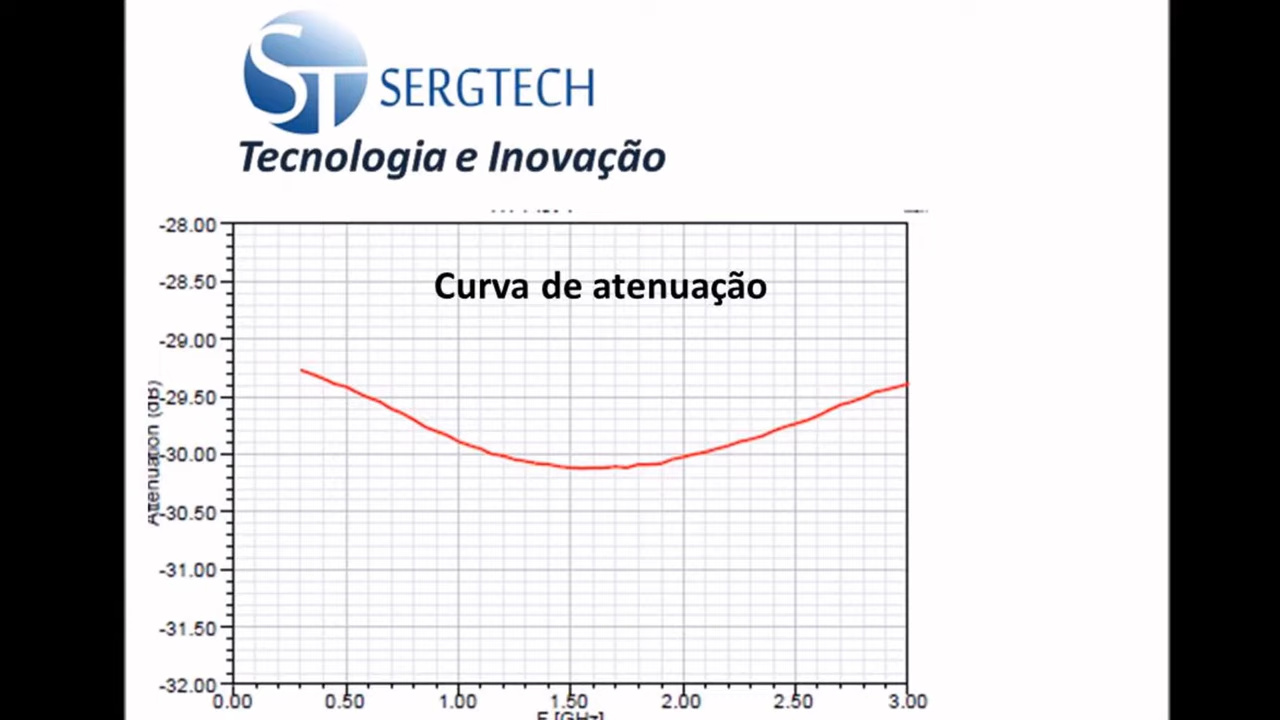 ST SERGTECH
Tecnologia e Inovação
Curva de atenuação
-28.00
-28.50
-29.00
-29.50
-30.00
-30.50
-31.00
-31.50
-32.00
Attenuation (dB)
0.00 0.50 1.00 1.50 2.00 2.50 3.00
F [GHz]